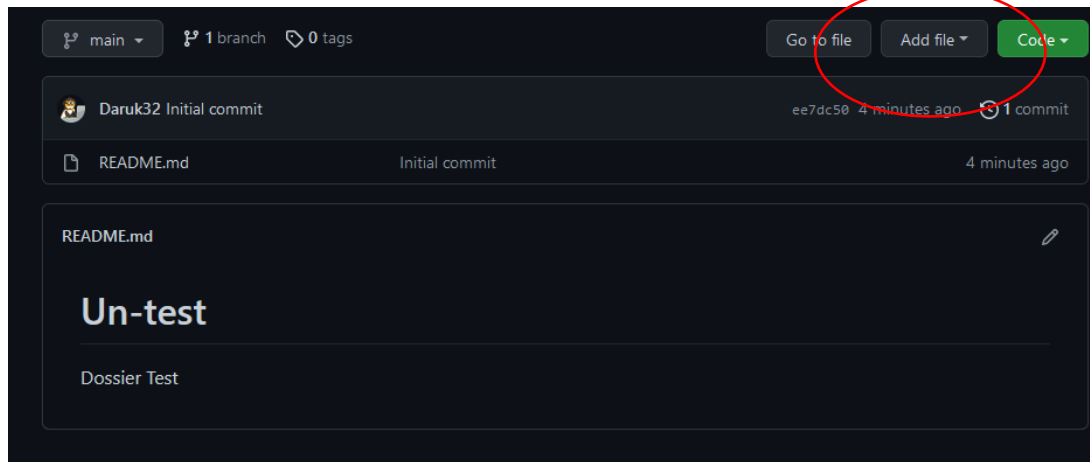 main 1 branch 0 tags Go to file Add file Code
Daruk32 Initial commit ee7dc50 4 minutes ago 1 commit
README.md Initial commit 4 minutes ago
README.md
Un-test
Dossier Test